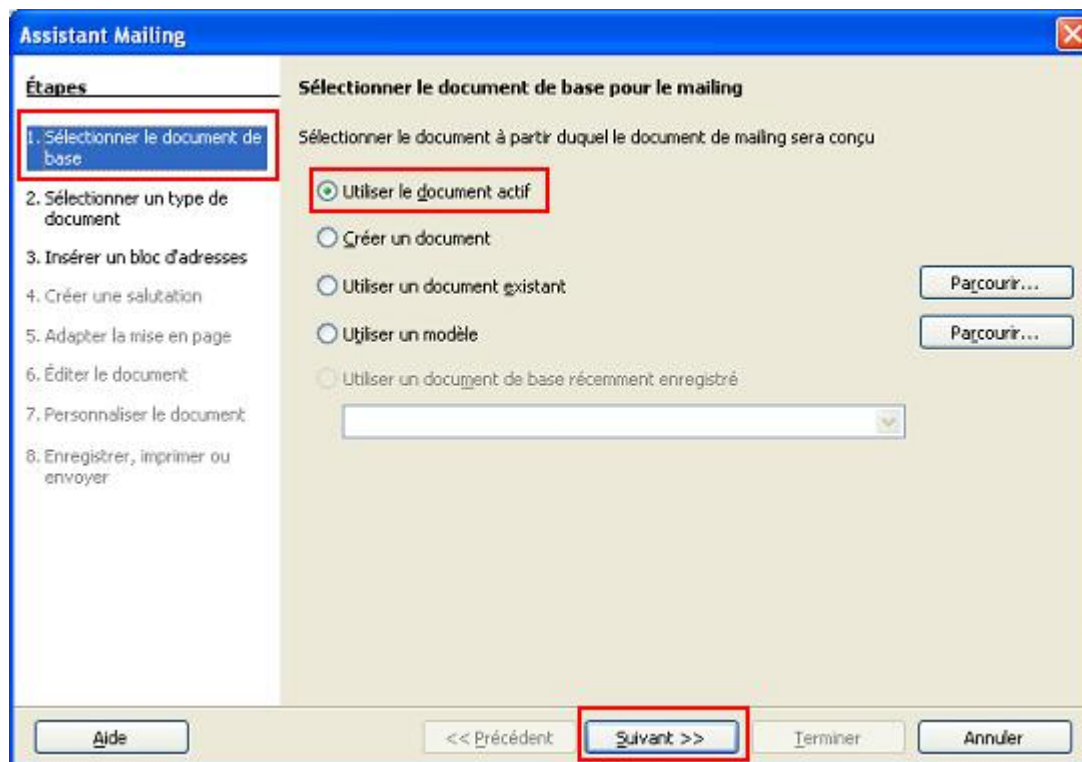 Assistant Mailing
Étapes
1. Sélectionner le document de
base
2. Sélectionner un type de
document
3. Insérer un bloc d'adresses
4. Créer une salutation
5. Adapter la mise en page
6. Éditer le document
7. Personnaliser le document
8. Enregistrer, imprimer ou
envoyer
Sélectionner le document de base pour le mailing
Sélectionner le document à partir duquel le document de mailing sera conçu
Utiliser le document actif
Créer un document
Utiliser un document existant
Parcourir...
Utiliser un modèle
Parcourir...
Utiliser un document de base récemment enregistré
Aide
<< Précédent
Suivant >>
Terminer
Annuler